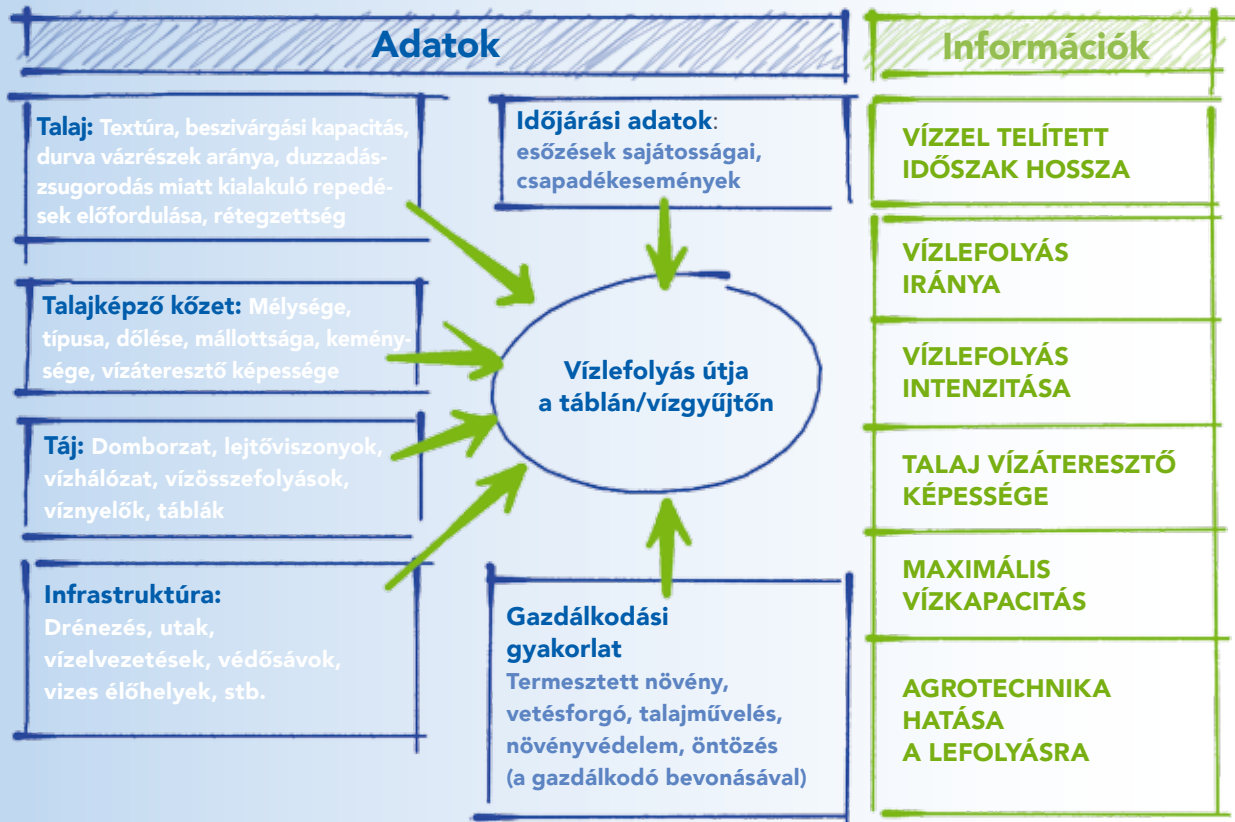 Adatok
Talaj: Textúra, beszivárgási kapacitás,
durva vázrészek aránya, duzzadás-
zsugorodás miatt kialakuló repedé-
sek előfordulása, rétegzettség
Időjárási adatok:
esőzések sajátosságai,
csapadékesemények
Talajképző kőzet: Mélysége,
típusa, dőlése, mállottsága, kemény-
sége, vízáteresztő képessége
Vízlefolyás útja
a táblán/vízgyűjtőn
Táj: Domborzat, lejtőviszonyok,
vízhálózat, vízösszefolyások,
víznyelők, táblák
Infrastruktúra:
Drénezés, utak,
vízelvezetések, védősávok,
vizes élőhelyek, stb.
Gazdálkodási
gyakorlat
Termesztett növény,
vetésforgó, talajművelés,
növényvédelem, öntözés
(a gazdálkodó bevonásával)
Információk
VÍZZEL TELÍTETT
IDŐSZAK HOSSZA
VÍZLEFOLYÁS
IRÁNYA
VÍZLEFOLYÁS
INTENZITÁSA
TALAJ VÍZÁTERESZTŐ
KÉPESSÉGE
MAXIMÁLIS
VÍZKAPACITÁS
AGROTECHNIKA
HATÁSA
A LEFOLYÁSRA